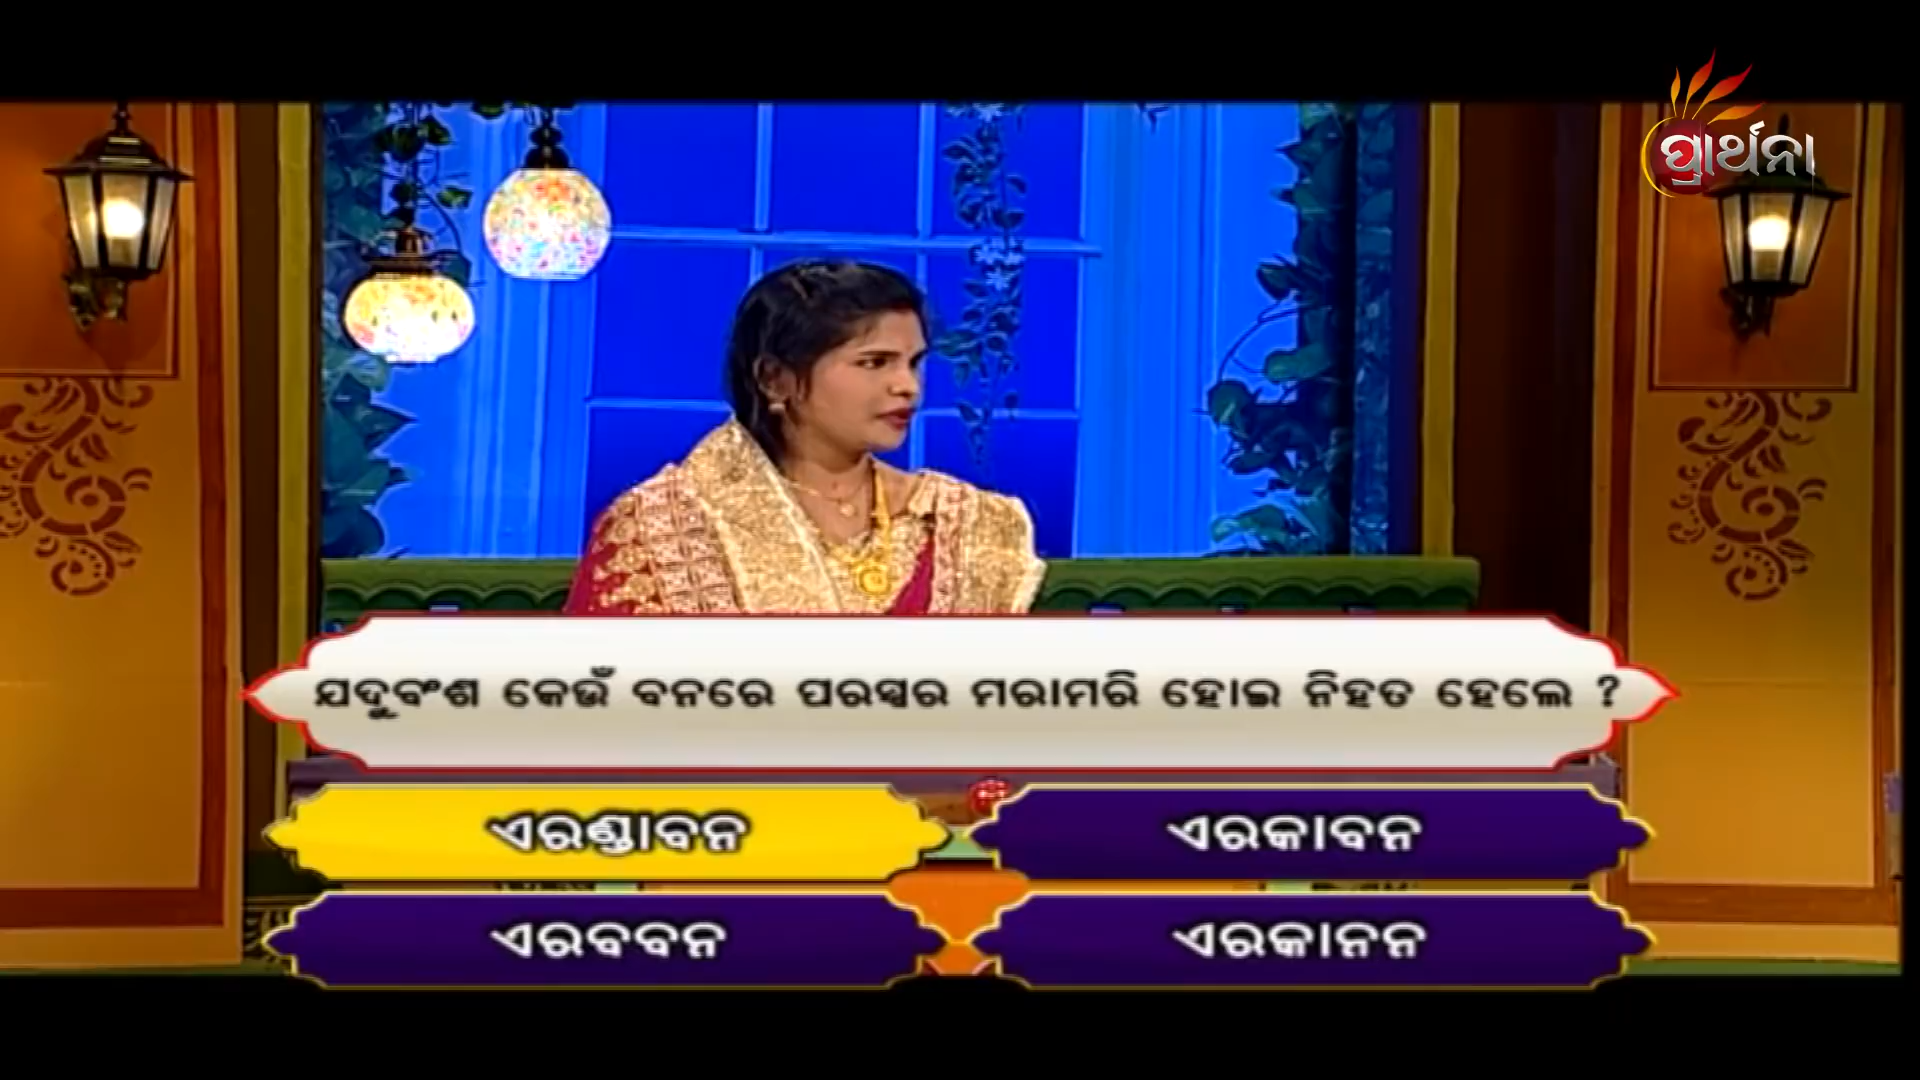 ପ୍ରାର୍ଥନା
ଯଦୁବଂଶ କେଉଁ ବନରେ ପରସ୍ପର ମରାମରି ହୋଇ ନିହତ ହେଲେ ?
ଏରଣ୍ଡାବନ
ଏରକାବନ
ଏରବବନ
ଏରକାନନ